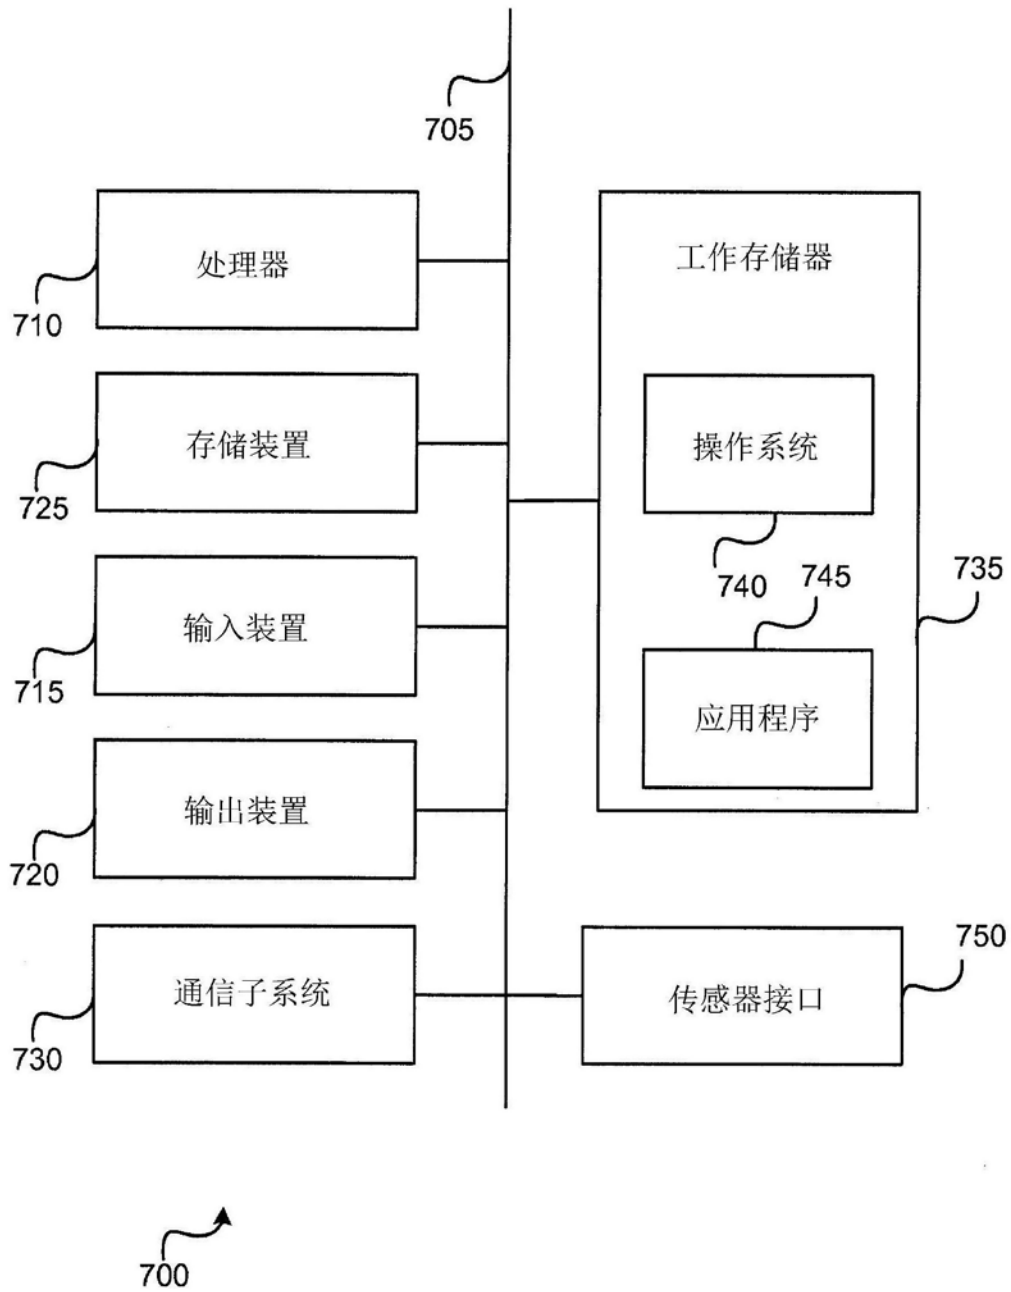 705
处理器
710
存储装置
725
输入装置
715
输出装置
720
通信子系统
730
工作存储器
操作系统
740
745
应用程序
735
传感器接口
750
700